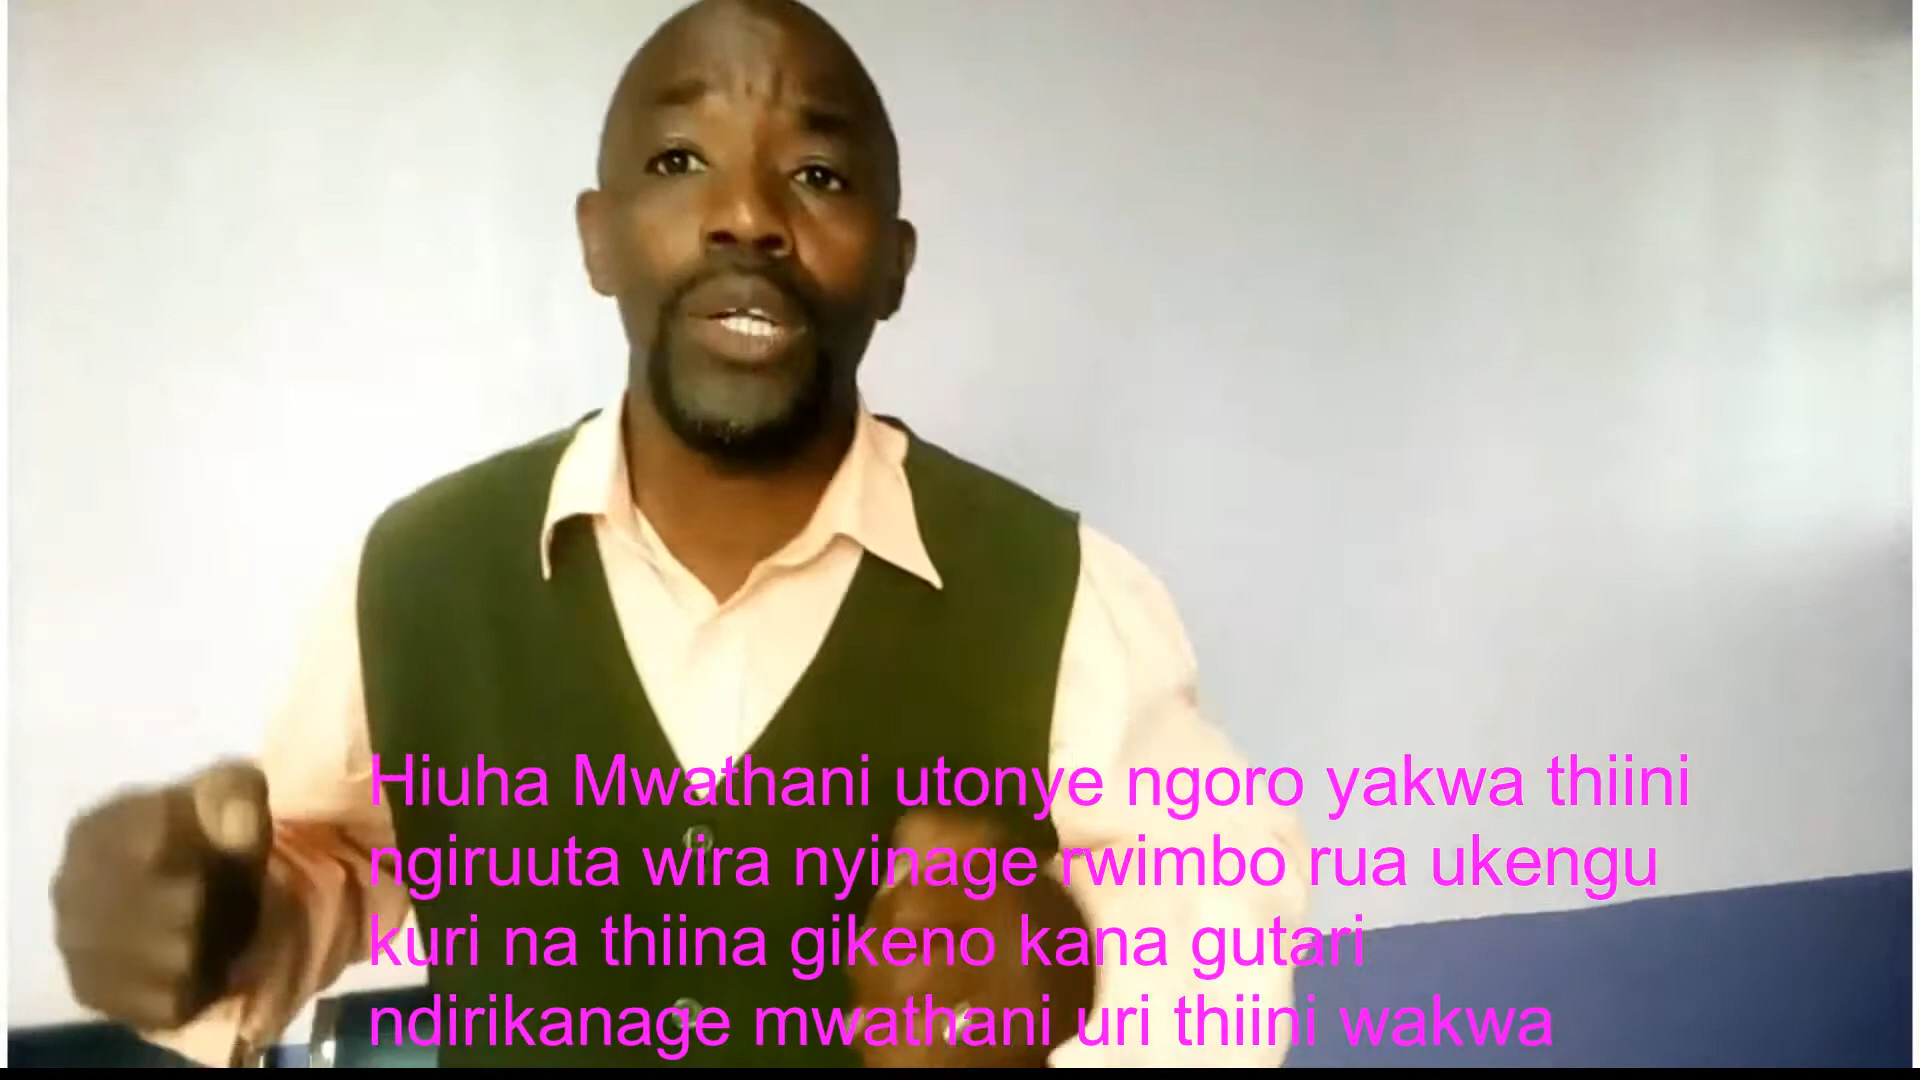 Hiuha Mwathani utonye ngoro yakwa thiini
ngiruuta wira nyinage rwimbo rua ukengu
kuri na thiina gikeno kana gutari
ndirikanage mwathani uri thiini wakwa